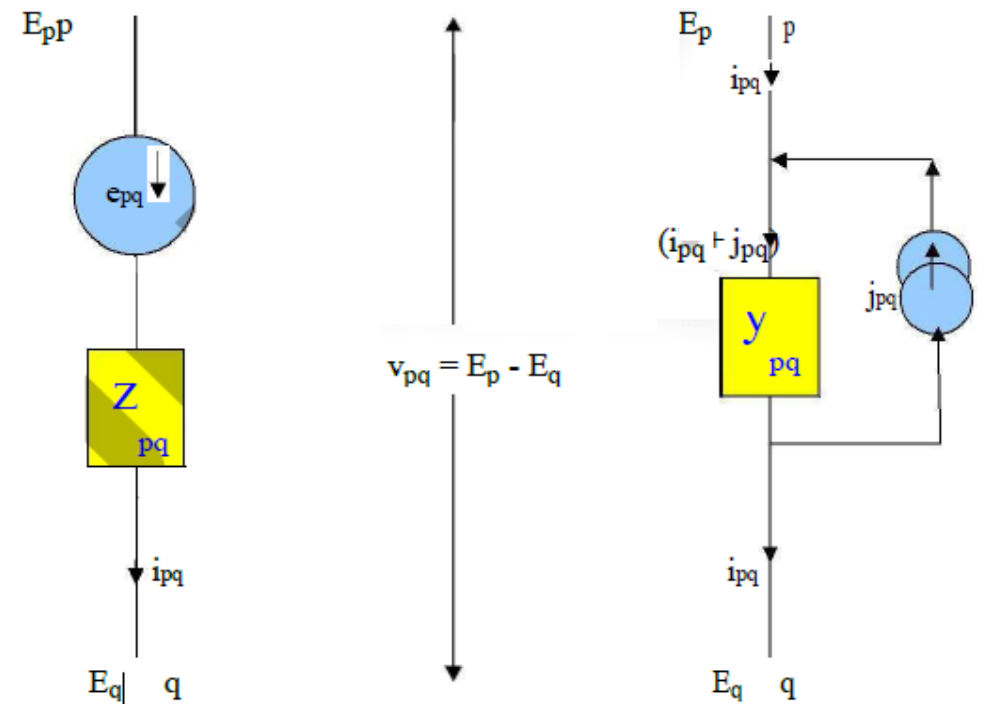 Epp
epq
Z
pq
ipq
Eq q
vpq = Ep - Eq
Ep p
ipq
(ipq + jpq)
jpq
y
pq
ipq
Eq q